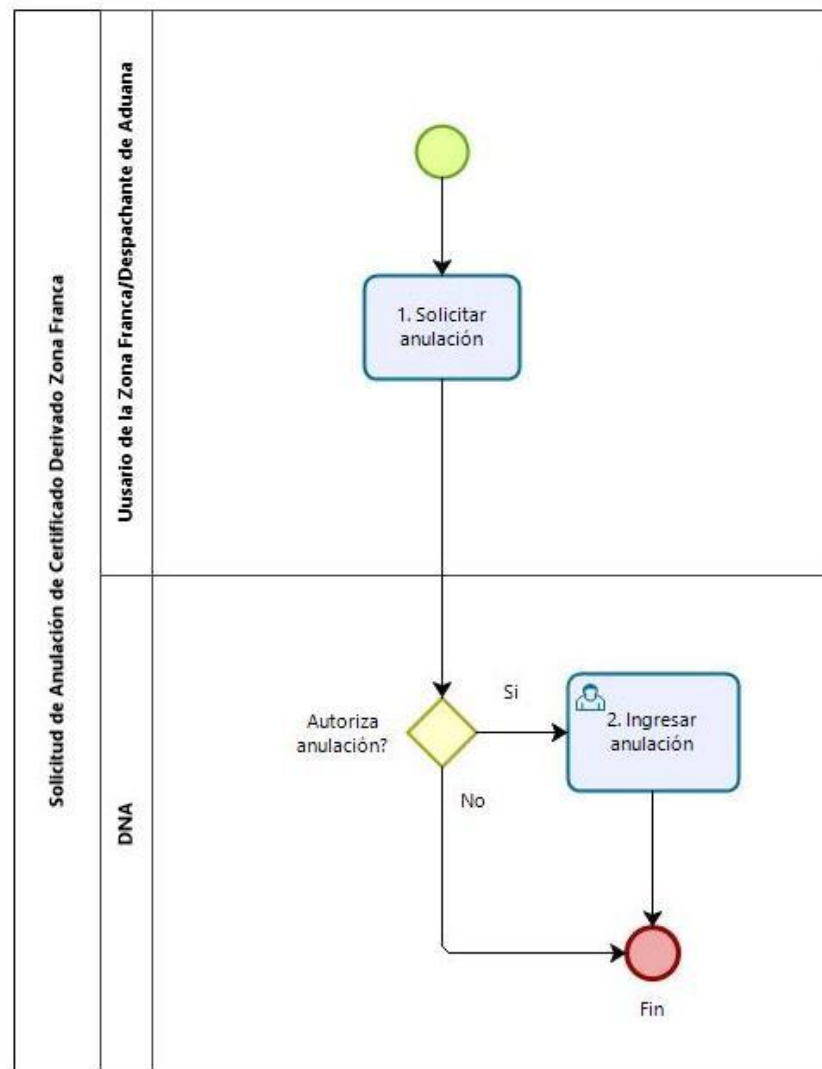 Solicitud de Anulación de Certificado Derivado Zona Franca
Uusario de la Zona Franca/Despachante de Aduana
1. Solicitar
anulación
DNA
Autoriza
anulación?
Si
No
2. Ingresar
anulación
Fin